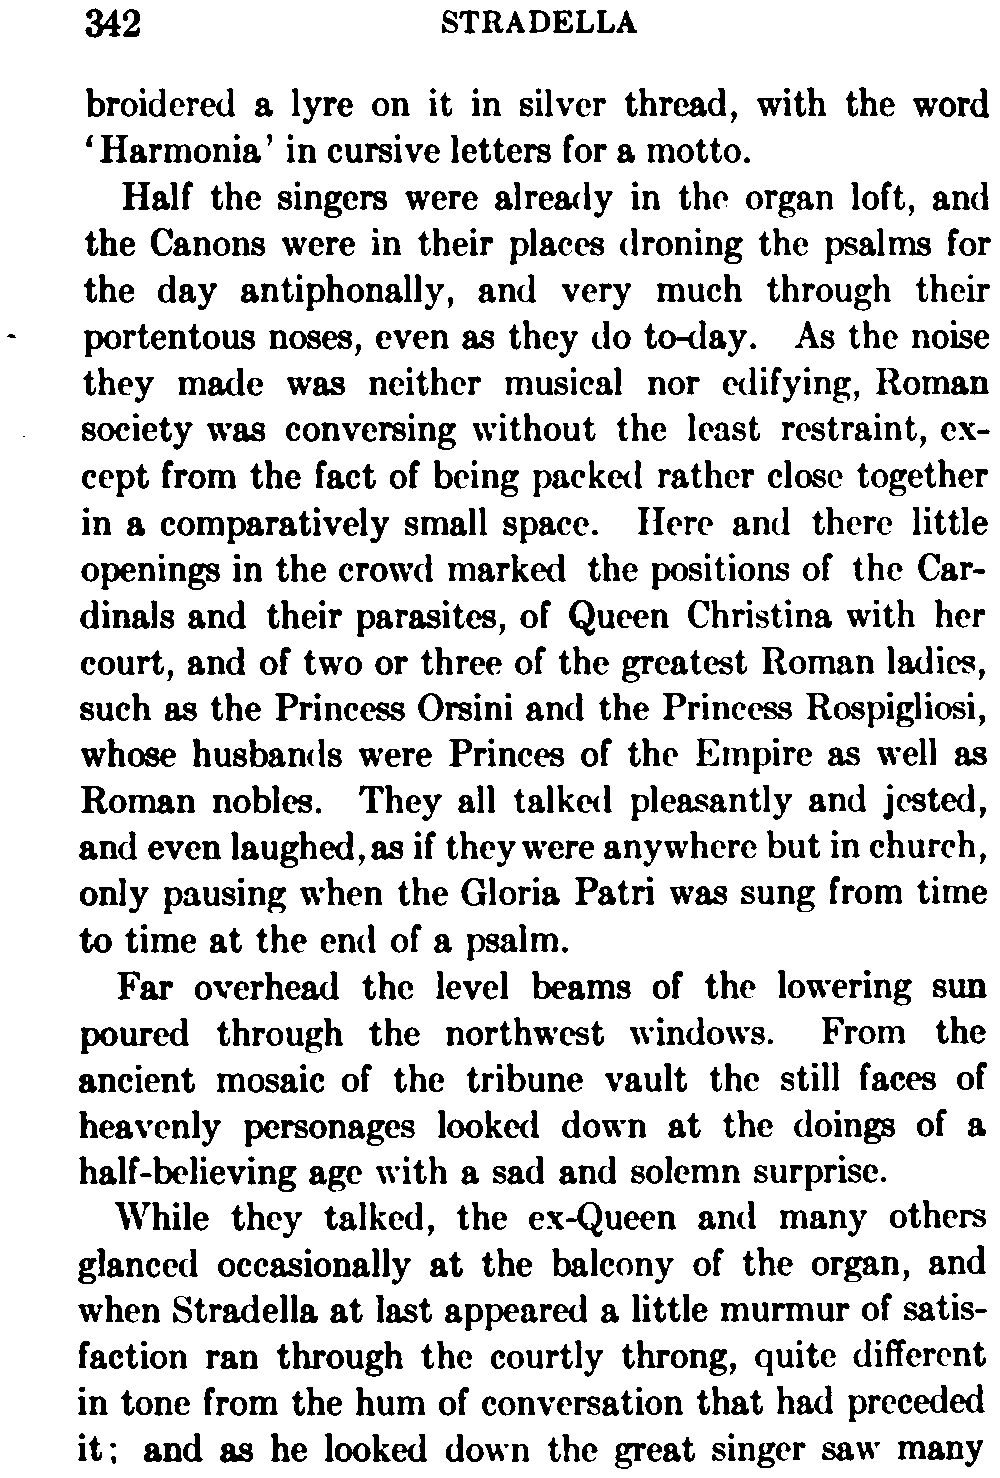 342 STRADELLA
broidered a lyre on it in silver thread, with the word
‘Harmonia’ in cursive letters for a motto.
Half the singers were already in the organ loft, and
the Canons were in their places droning the psalms for
the day antiphonally, and very much through their
portentous noses, even as they do to-day. As the noise
they made was neither musical nor edifying, Roman
society was conversing without the least restraint, ex-
cept from the fact of being packed rather close together
in a comparatively small space. Here and there little
openings in the crowd marked the positions of the Car-
dinals and their parasites, of Queen Christina with her
court, and of two or three of the greatest Roman ladies,
such as the Princess Orsini and the Princess Rospigliosi,
whose husbands were Princes of the Empire as well as
Roman nobles. They all talked pleasantly and jested,
and even laughed, as if they were anywhere but in church,
only pausing when the Gloria Patri was sung from time
to time at the end of a psalm.
Far overhead the level beams of the lowering sun
poured through the northwest windows. From the
ancient mosaic of the tribune vault the still faces of
heavenly personages looked down at the doings of a
half-believing age with a sad and solemn surprise.
While they talked, the ex-Queen and many others
glanced occasionally at the balcony of the organ, and
when Stradella at last appeared a little murmur of satis-
faction ran through the courtly throng, quite different
in tone from the hum of conversation that had preceded
it; and as he looked down the great singer saw many